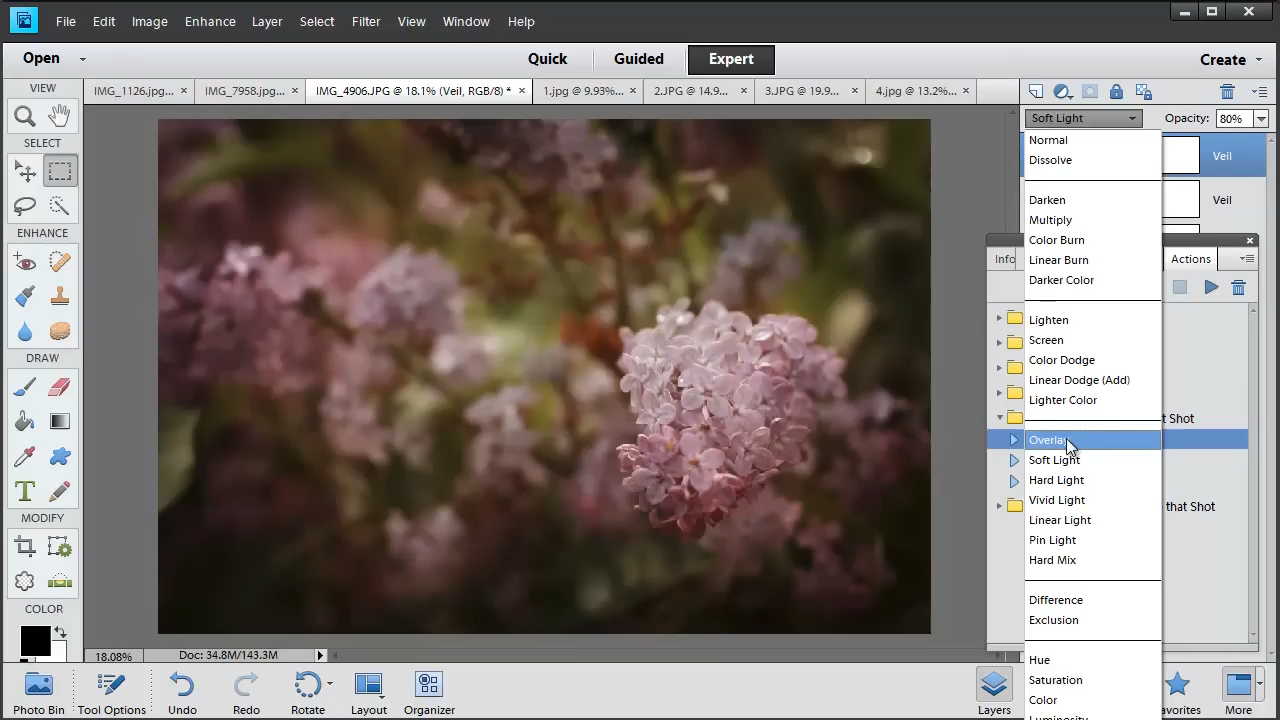 File Edit Image Enhance Layer Select Filter View Window Help
Open Quick Guided Expert Create
VIEW
IMG_1126.jpg... × IMG_7958.jpg... × IMG_4906.JPG @ 18.1% (Veil, RGB/8) * × 1.jpg @ 9.93%... × 2.JPG @ 14.9... × 3.JPG @ 19.9... × 4.jpg @ 13.2%... ×
Soft Light Opacity: 80%
Normal
Dissolve
Veil
SELECT
Darken
Veil
Multiply
ENHANCE
Color Burn
Linear Burn
Info
Actions
Darker Color
Lighten
Screen
DRAW
Color Dodge
Linear Dodge (Add)
Lighter Color
t Shot
Overlay
Soft Light
Hard Light
Vivid Light
that Shot
MODIFY
Linear Light
Pin Light
Hard Mix
COLOR
Difference
Exclusion
18.08% Doc: 34.8M/143.3M
Hue
Saturation
Color
Luminosity
Photo Bin Tool Options Undo Redo Rotate Layout Organizer Layers avorites More